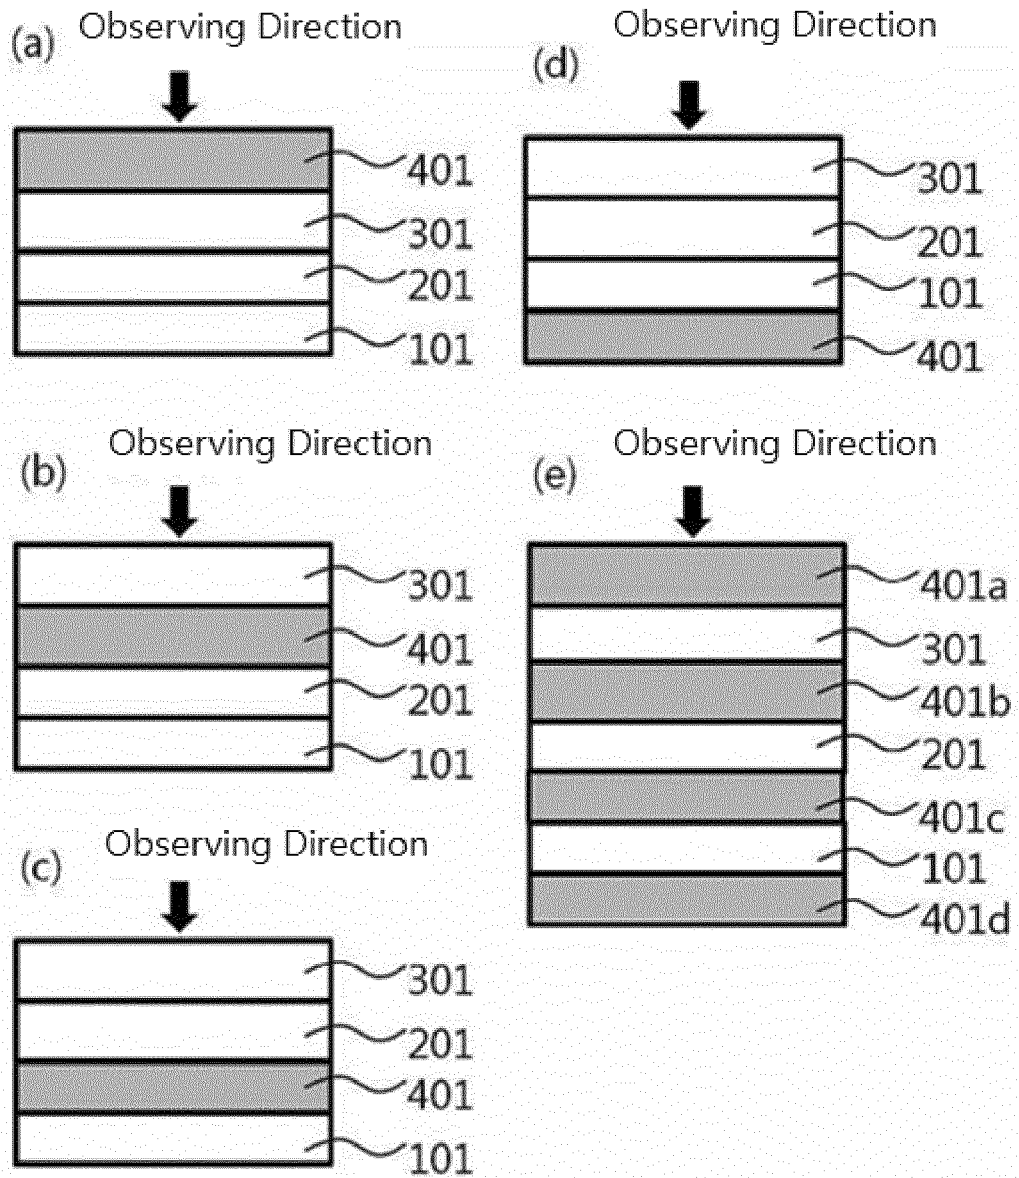 (a) Observing Direction
401
301
201
101
(b) Observing Direction
301
401
201
101
(c) Observing Direction
301
201
401
101
(d) Observing Direction
301
201
101
401
(e) Observing Direction
401a
301
401b
201
401c
101
401d